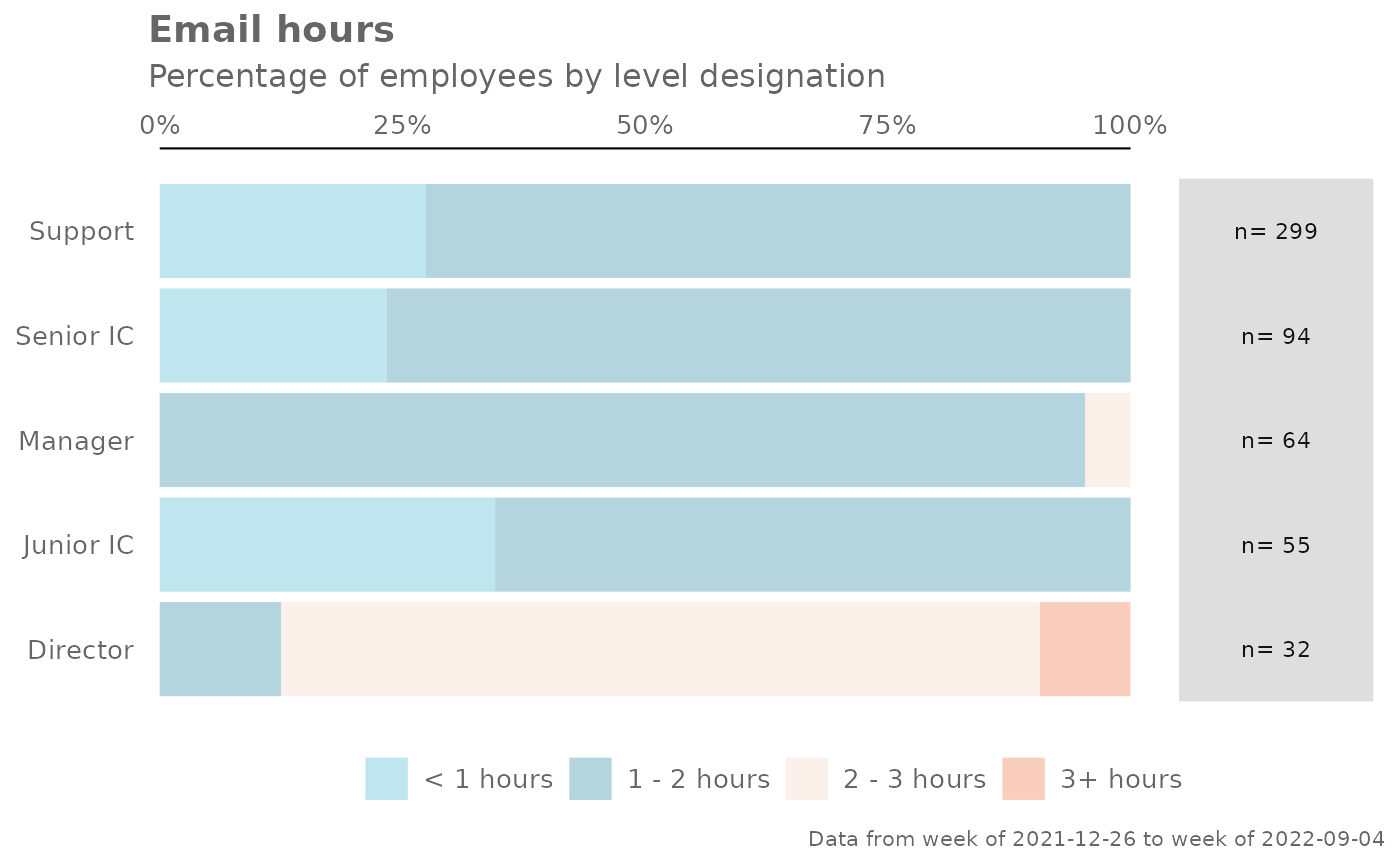 Email hours
Percentage of employees by level designation
0% 25% 50% 75% 100%
Support n= 299
Senior IC n= 94
Manager n= 64
Junior IC n= 55
Director n= 32
< 1 hours 1 - 2 hours 2 - 3 hours 3+ hours
Data from week of 2021-12-26 to week of 2022-09-04